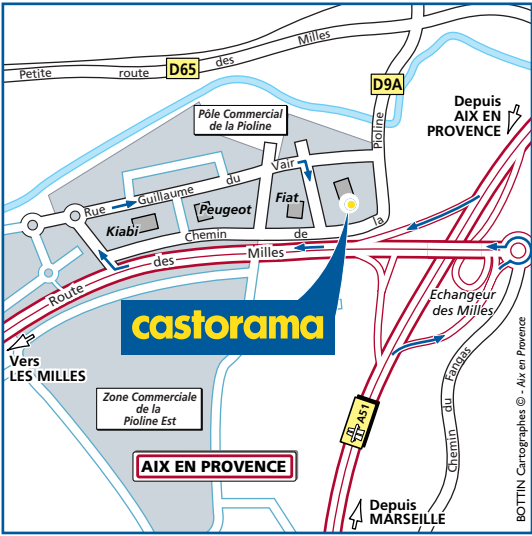 Petite route des Milles
D65
D9A
Depuis
AIX EN
PROVENCE
Pôle Commercial
de la Pioline
Rue Guillaume du Vair
Kiabi
Peugeot
Fiat
Chemin de la Pioline
Route des Milles
castorama
Echangeur
des Milles
Vers
LES MILLES
Zone Commerciale
de la
Pioline Est
AIX EN PROVENCE
A51
Chemin du Fangas
Depuis
MARSEILLE
BOTTIN Cartographes © - Aix en Provence